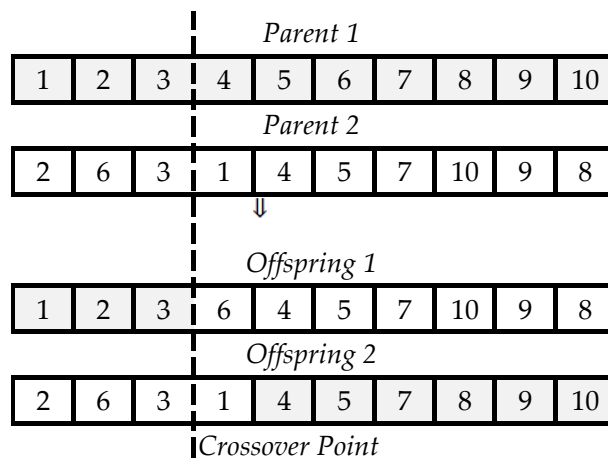 Parent 1
1 2 3 4 5 6 7 8 9 10
Parent 2
2 6 3 1 4 5 7 10 9 8
⇓
Offspring 1
1 2 3 6 4 5 7 10 9 8
Offspring 2
2 6 3 1 4 5 7 8 9 10
Crossover Point